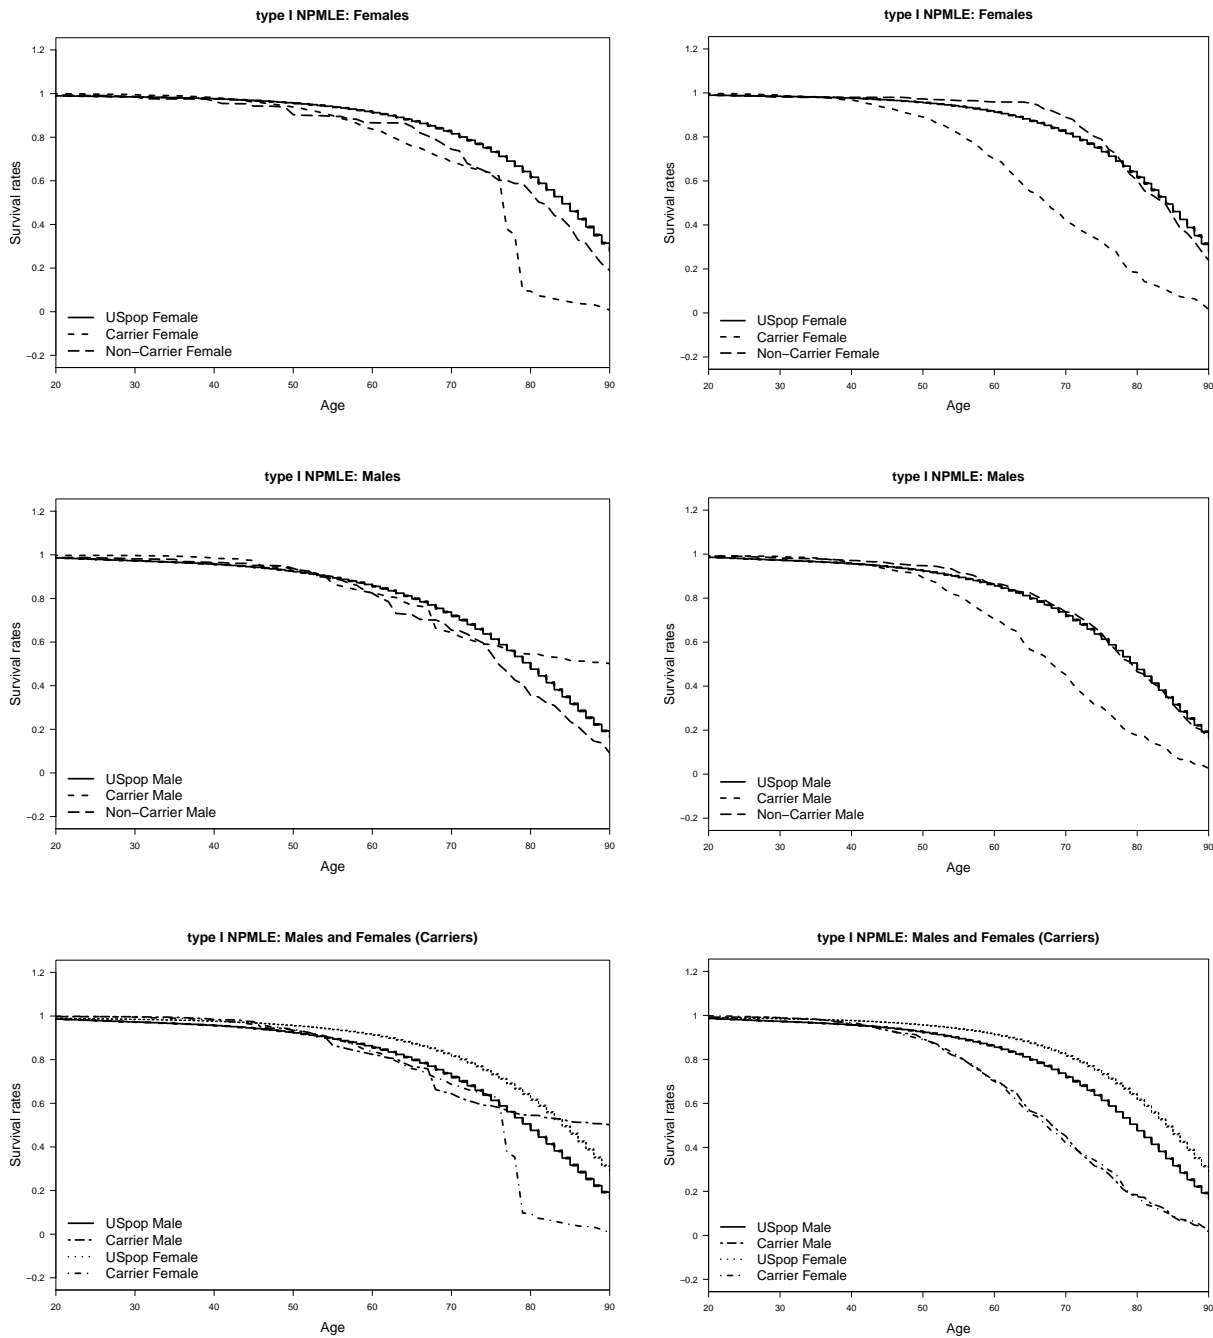 type I NPMLE: Females
1.2
1
0.8
0.6
0.4
0.2
0
−0.2
Survival rates
USpop Female
Carrier Female
Non−Carrier Female
20 30 40 50 60 70 80 90
Age
type I NPMLE: Females
1.2
1
0.8
0.6
0.4
0.2
0
−0.2
Survival rates
USpop Female
Carrier Female
Non−Carrier Female
20 30 40 50 60 70 80 90
Age
type I NPMLE: Males
1.2
1
0.8
0.6
0.4
0.2
0
−0.2
Survival rates
USpop Male
Carrier Male
Non−Carrier Male
20 30 40 50 60 70 80 90
Age
type I NPMLE: Males
1.2
1
0.8
0.6
0.4
0.2
0
−0.2
Survival rates
USpop Male
Carrier Male
Non−Carrier Male
20 30 40 50 60 70 80 90
Age
type I NPMLE: Males and Females (Carriers)
1.2
1
0.8
0.6
0.4
0.2
0
−0.2
Survival rates
USpop Male
Carrier Male
USpop Female
Carrier Female
20 30 40 50 60 70 80 90
Age
type I NPMLE: Males and Females (Carriers)
1.2
1
0.8
0.6
0.4
0.2
0
−0.2
Survival rates
USpop Male
Carrier Male
USpop Female
Carrier Female
20 30 40 50 60 70 80 90
Age